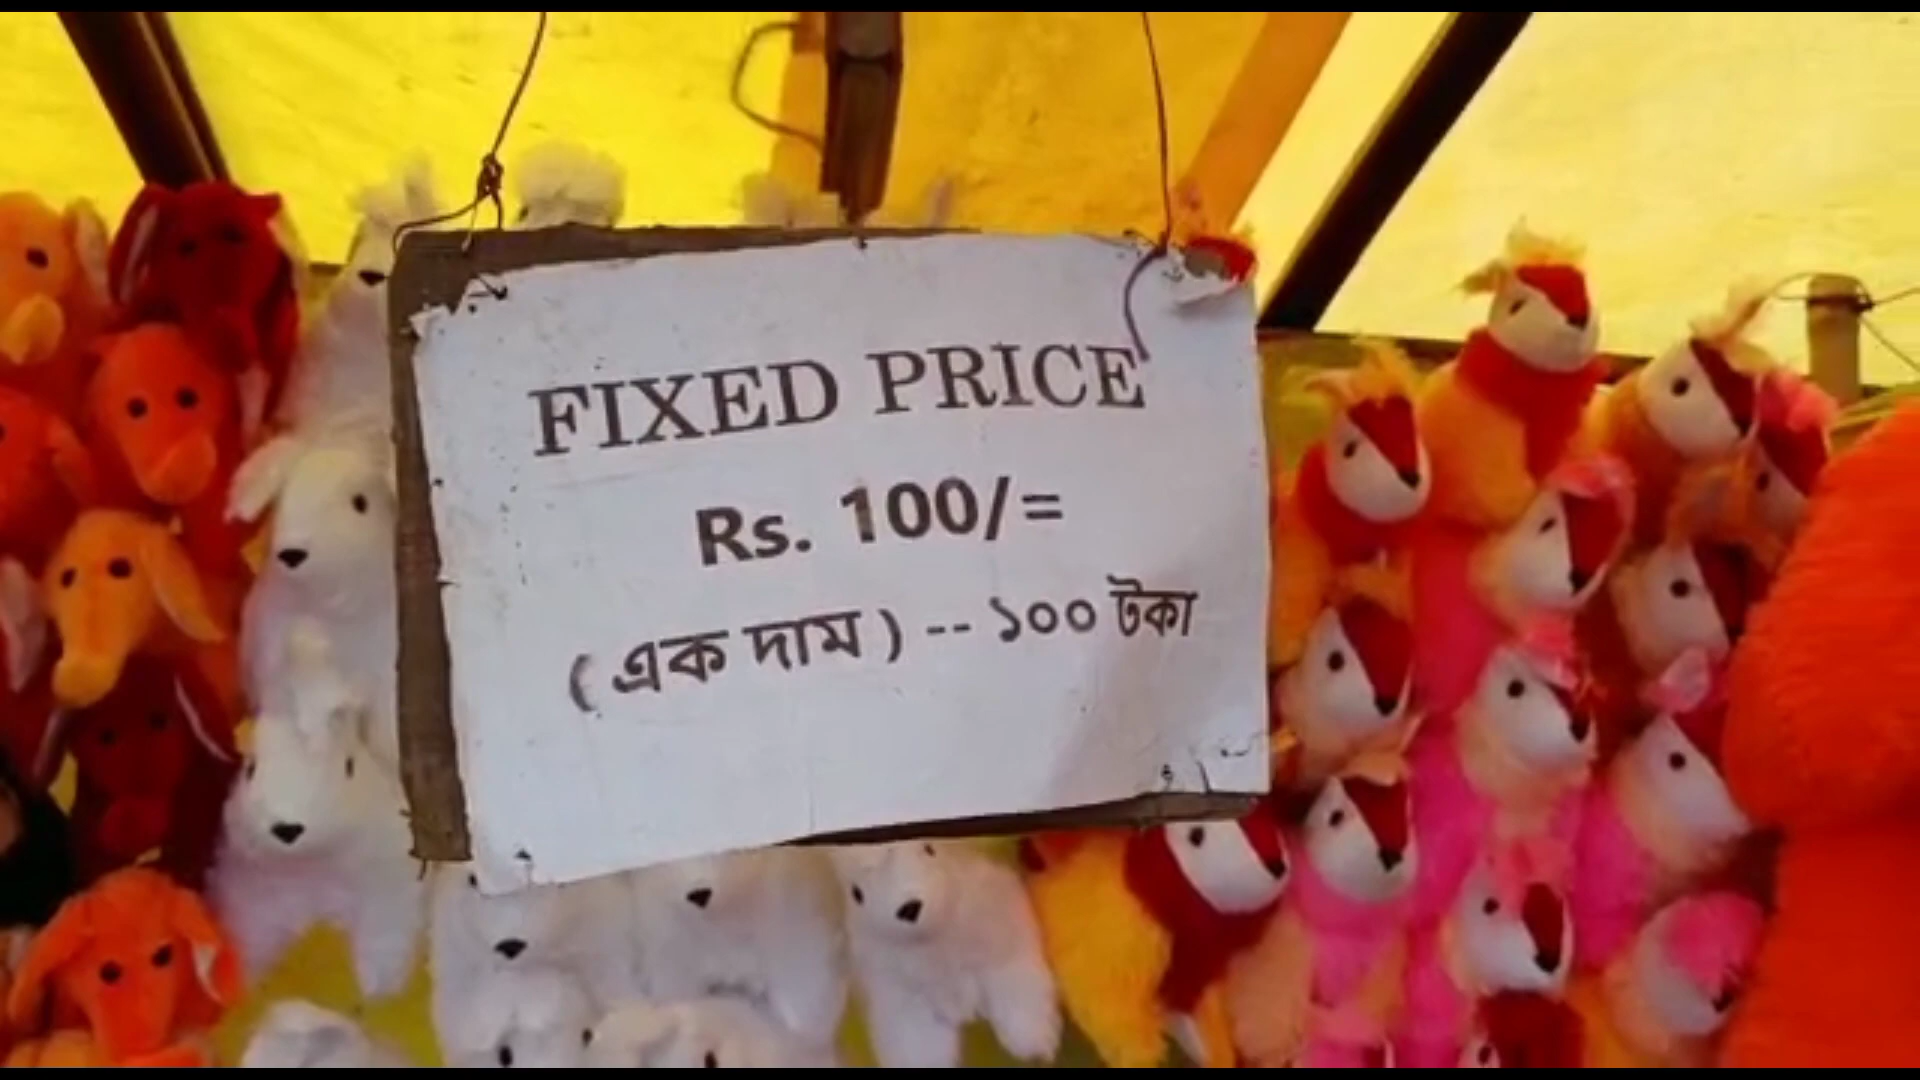 FIXED PRICE
Rs. 100/=
( এক দাম ) -- ১০০ টকা